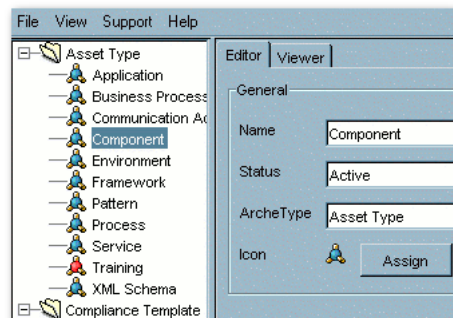 File View Support Help
Asset Type
Application
Business Process
Communication Ac
Component
Environment
Framework
Pattern
Process
Service
Training
XML Schema
Compliance Template
Editor Viewer
General
Name Component
Status Active
ArcheType Asset Type
Icon Assign